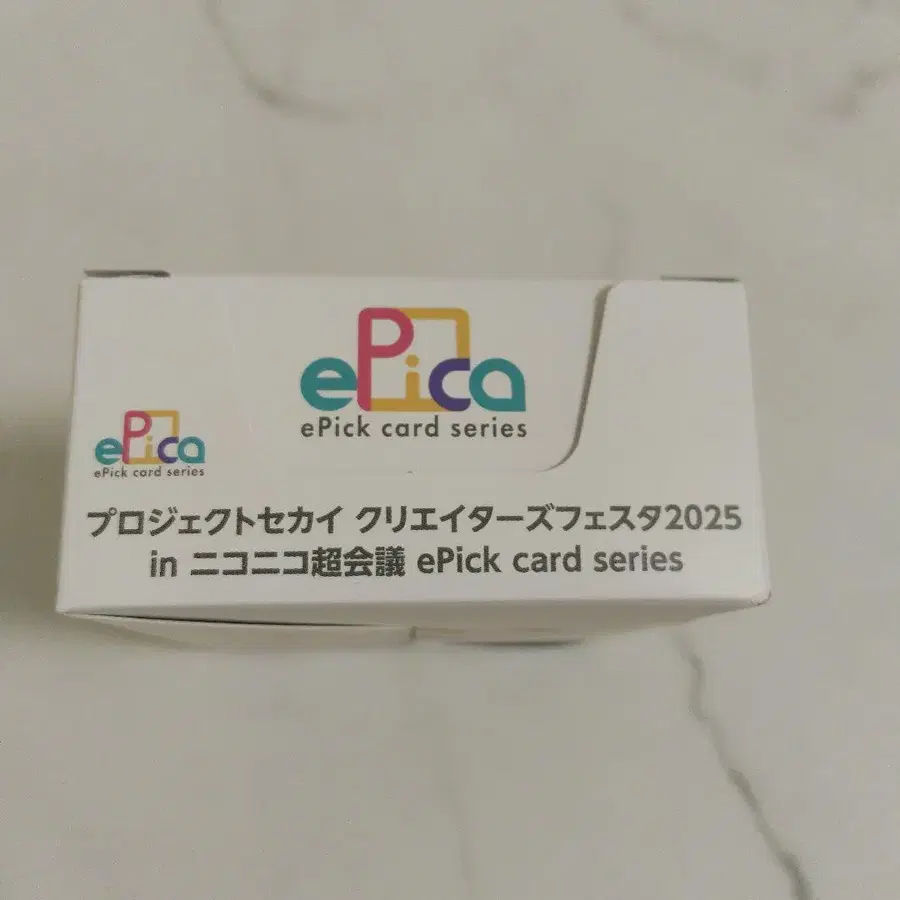 ePica
ePick card series
ePica
ePick card series
プロジェクトセカイ クリエイターズフェスタ2025
in ニコニコ超会議 ePick card series